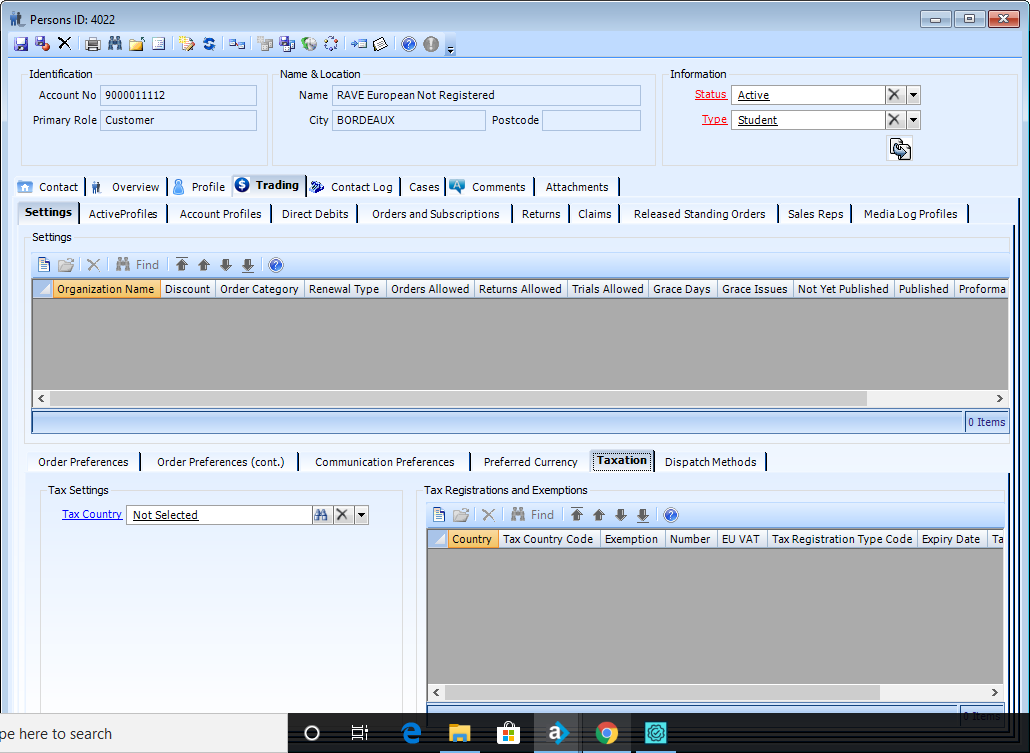 Persons ID: 4022
Identification
Name & Location
Information
Account No 9000011112
Name RAVE European Not Registered
Status Active
Primary Role Customer
City BORDEAUX Postcode
Type Student
Contact Overview Profile Trading Contact Log Cases Comments Attachments
Settings ActiveProfiles Account Profiles Direct Debits Orders and Subscriptions Returns Claims Released Standing Orders Sales Reps Media Log Profiles
Settings
Find
Organization Name Discount Order Category Renewal Type Orders Allowed Returns Allowed Trials Allowed Grace Days Grace Issues Not Yet Published Published Proforma
0 Items
Order Preferences Order Preferences (cont.) Communication Preferences Preferred Currency Taxation Dispatch Methods
Tax Settings
Tax Registrations and Exemptions
Tax Country Not Selected
Find
Country Tax Country Code Exemption Number EU VAT Tax Registration Type Code Expiry Date Ta
0 Items
pe here to search